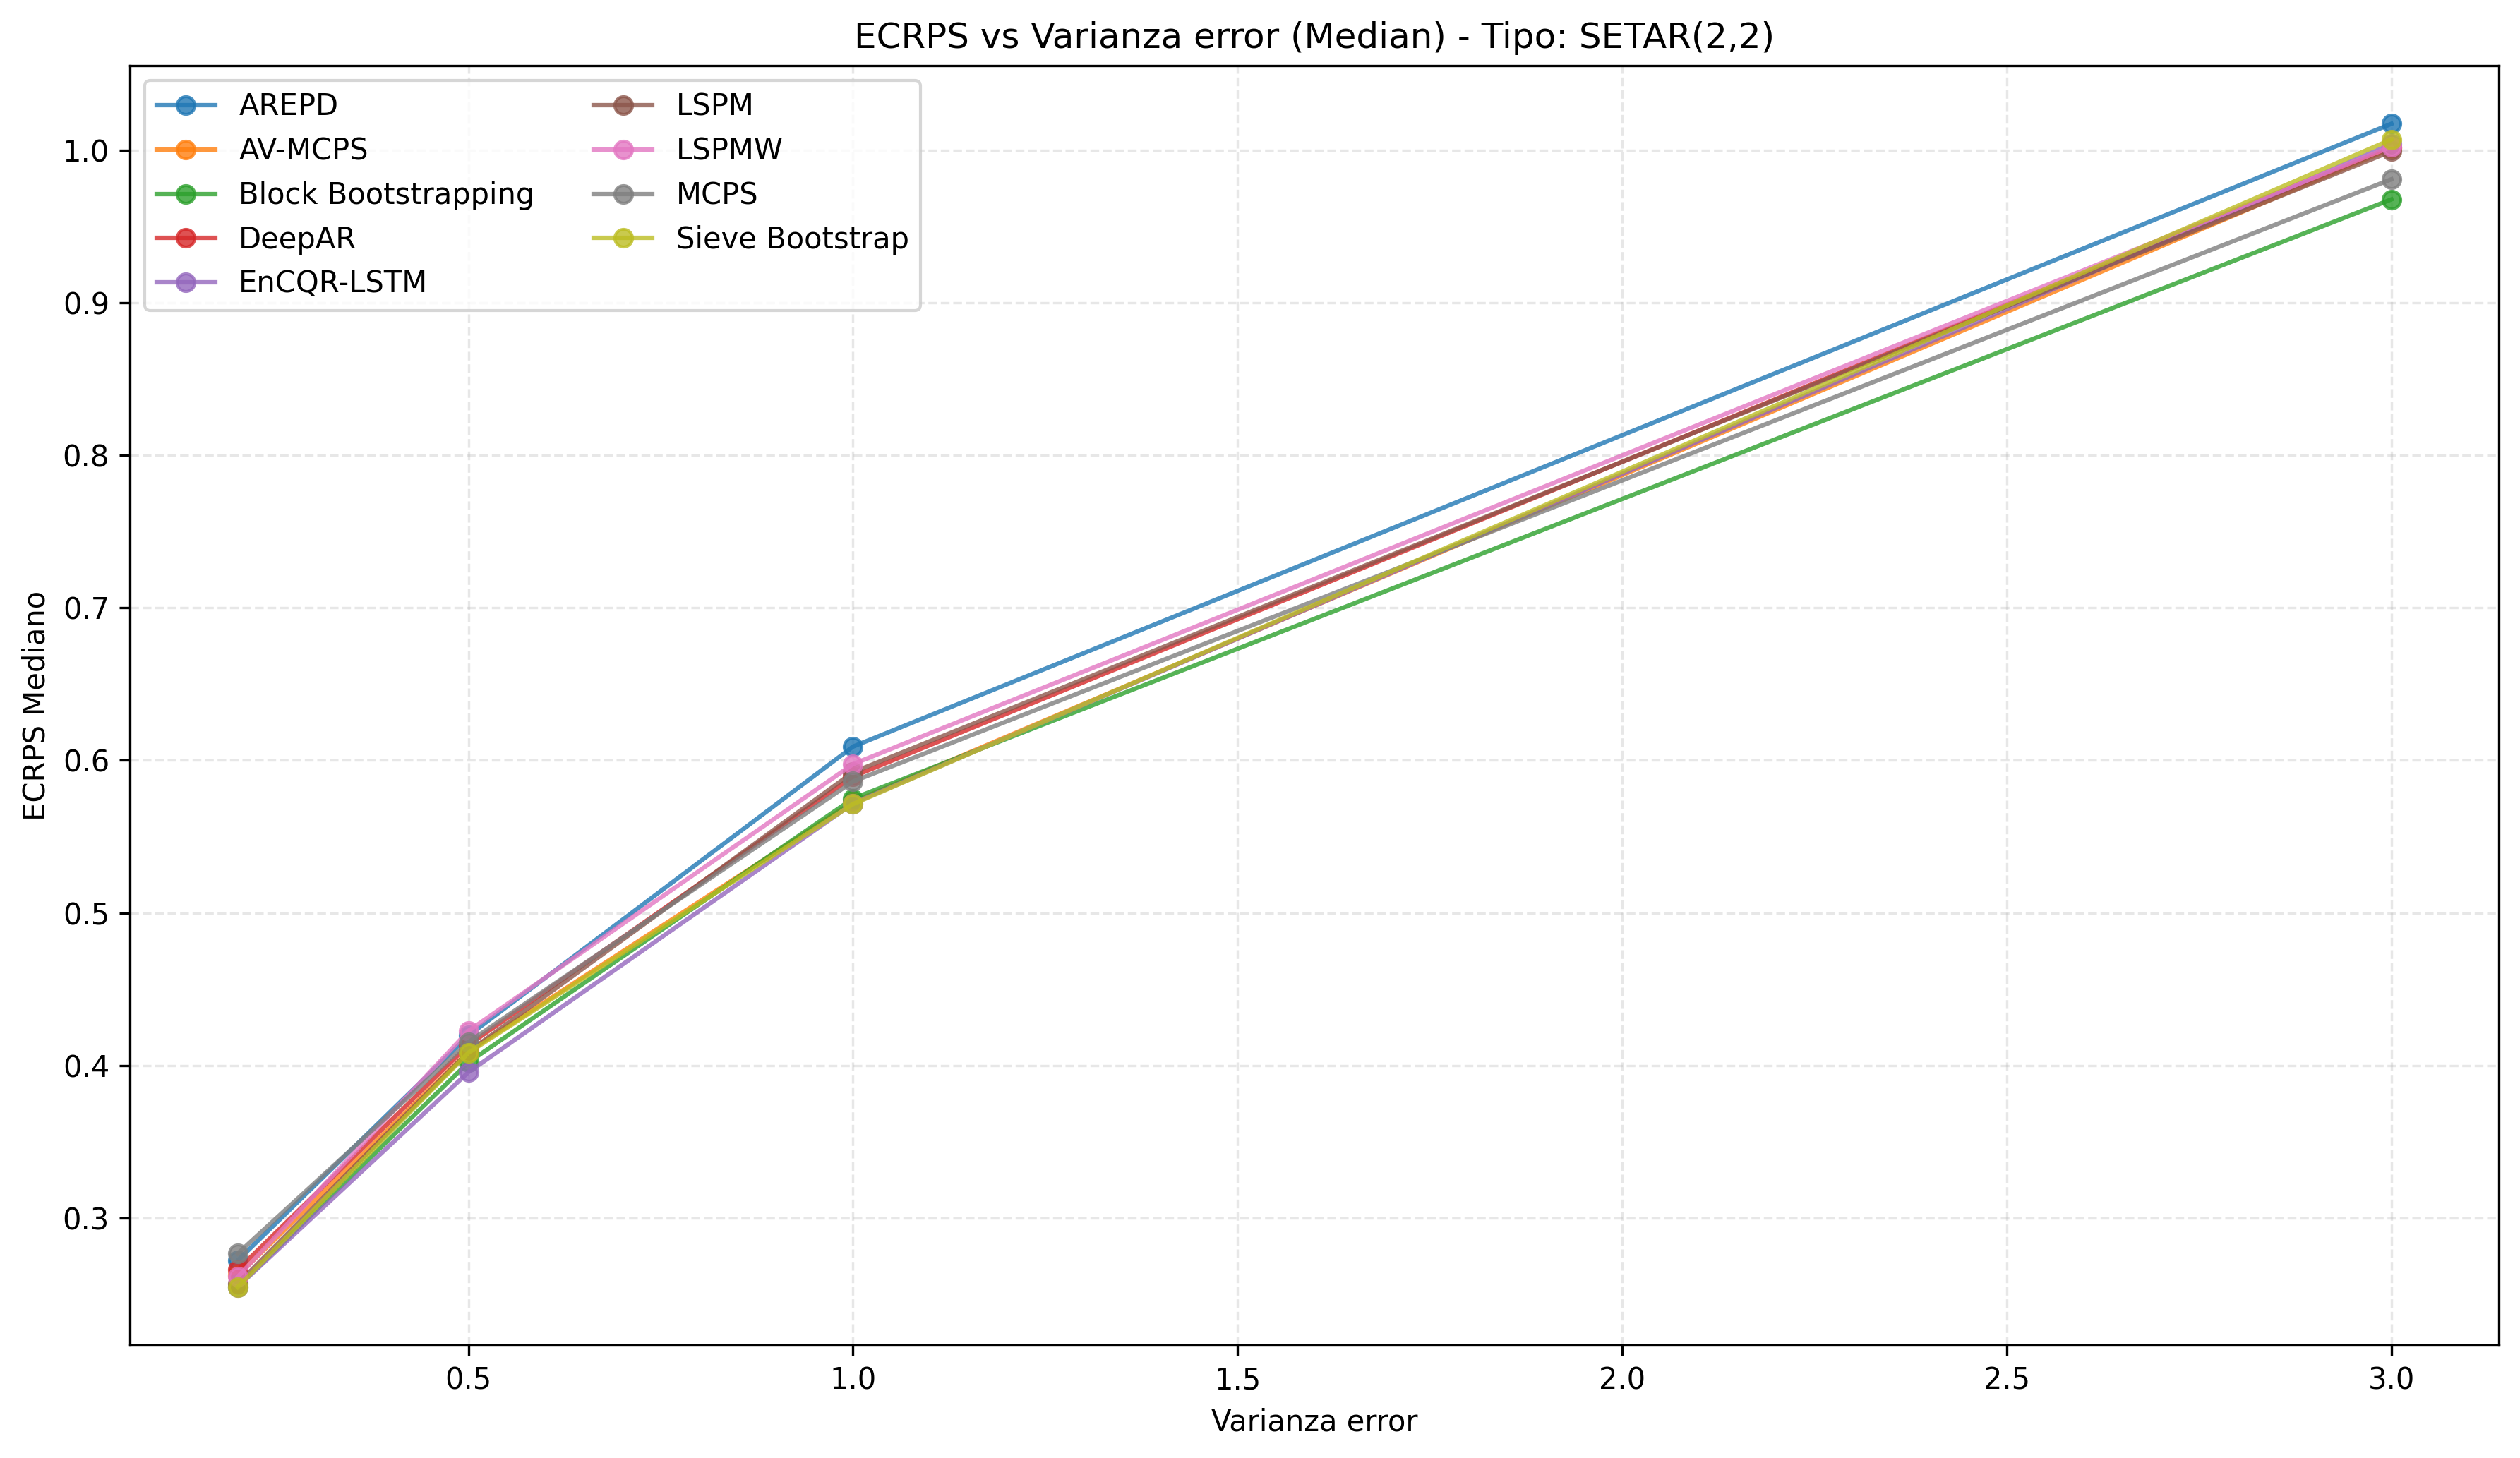 ECRPS vs Varianza error (Median) - Tipo: SETAR(2,2)
AREPD
AV-MCPS
Block Bootstrapping
DeepAR
EnCQR-LSTM
LSPM
LSPMW
MCPS
Sieve Bootstrap
ECRPS Mediano
1.0
0.9
0.8
0.7
0.6
0.5
0.4
0.3
0.5
1.0
1.5
2.0
2.5
3.0
Varianza error